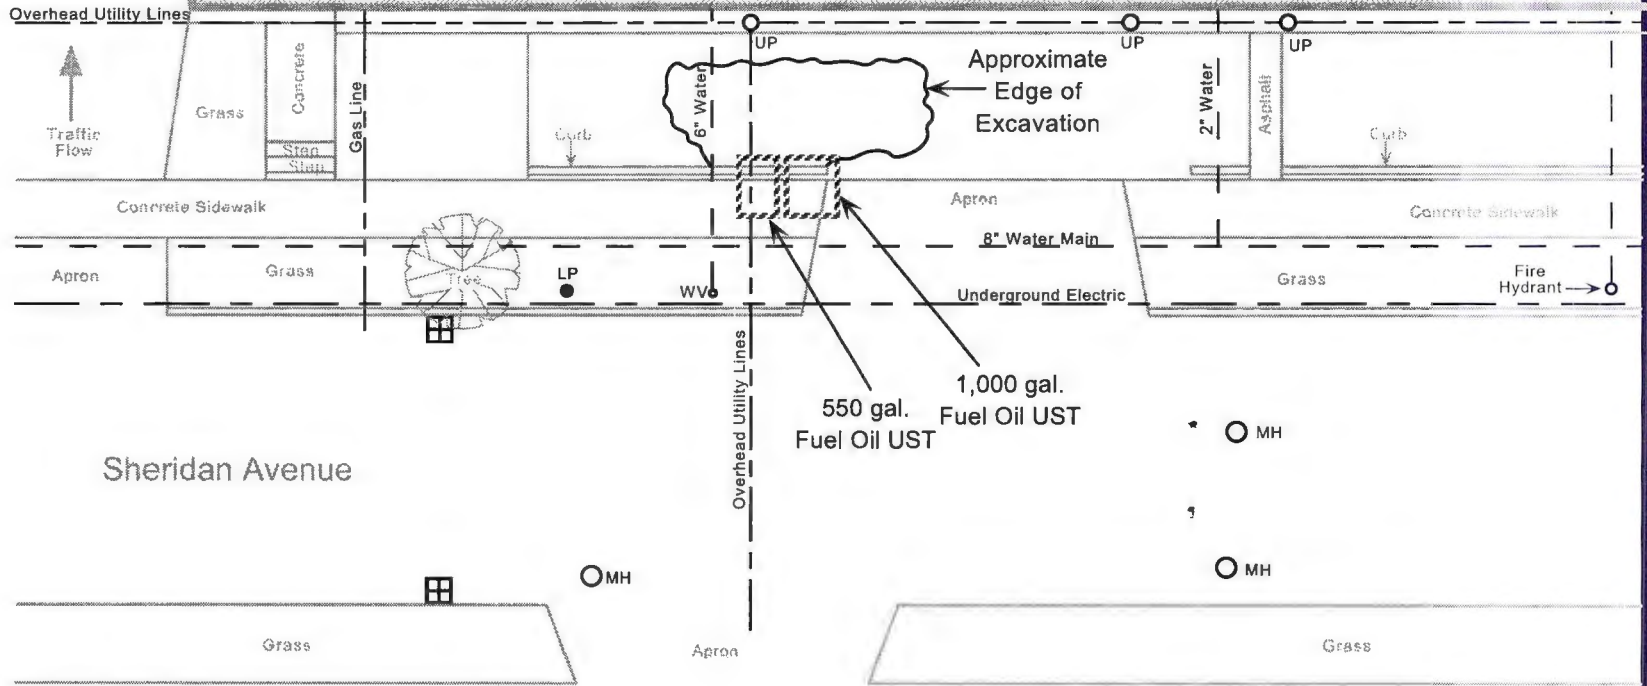 Overhead Utility Lines
UP
UP
UP
Approximate
Edge of
Excavation
Traffic
Flow
Grass
Concrete
Step
Step
Gas Line
Curb
6" Water
2" Water
Asphalt
Curb
Concrete Sidewalk
Apron
Concrete Sidewalk
8" Water Main
Apron
Grass
Tree
LP
WV
Underground Electric
Grass
Fire
Hydrant
Overhead Utility Lines
550 gal.
Fuel Oil UST
1,000 gal.
Fuel Oil UST
Sheridan Avenue
MH
MH
MH
Grass
Apron
Grass